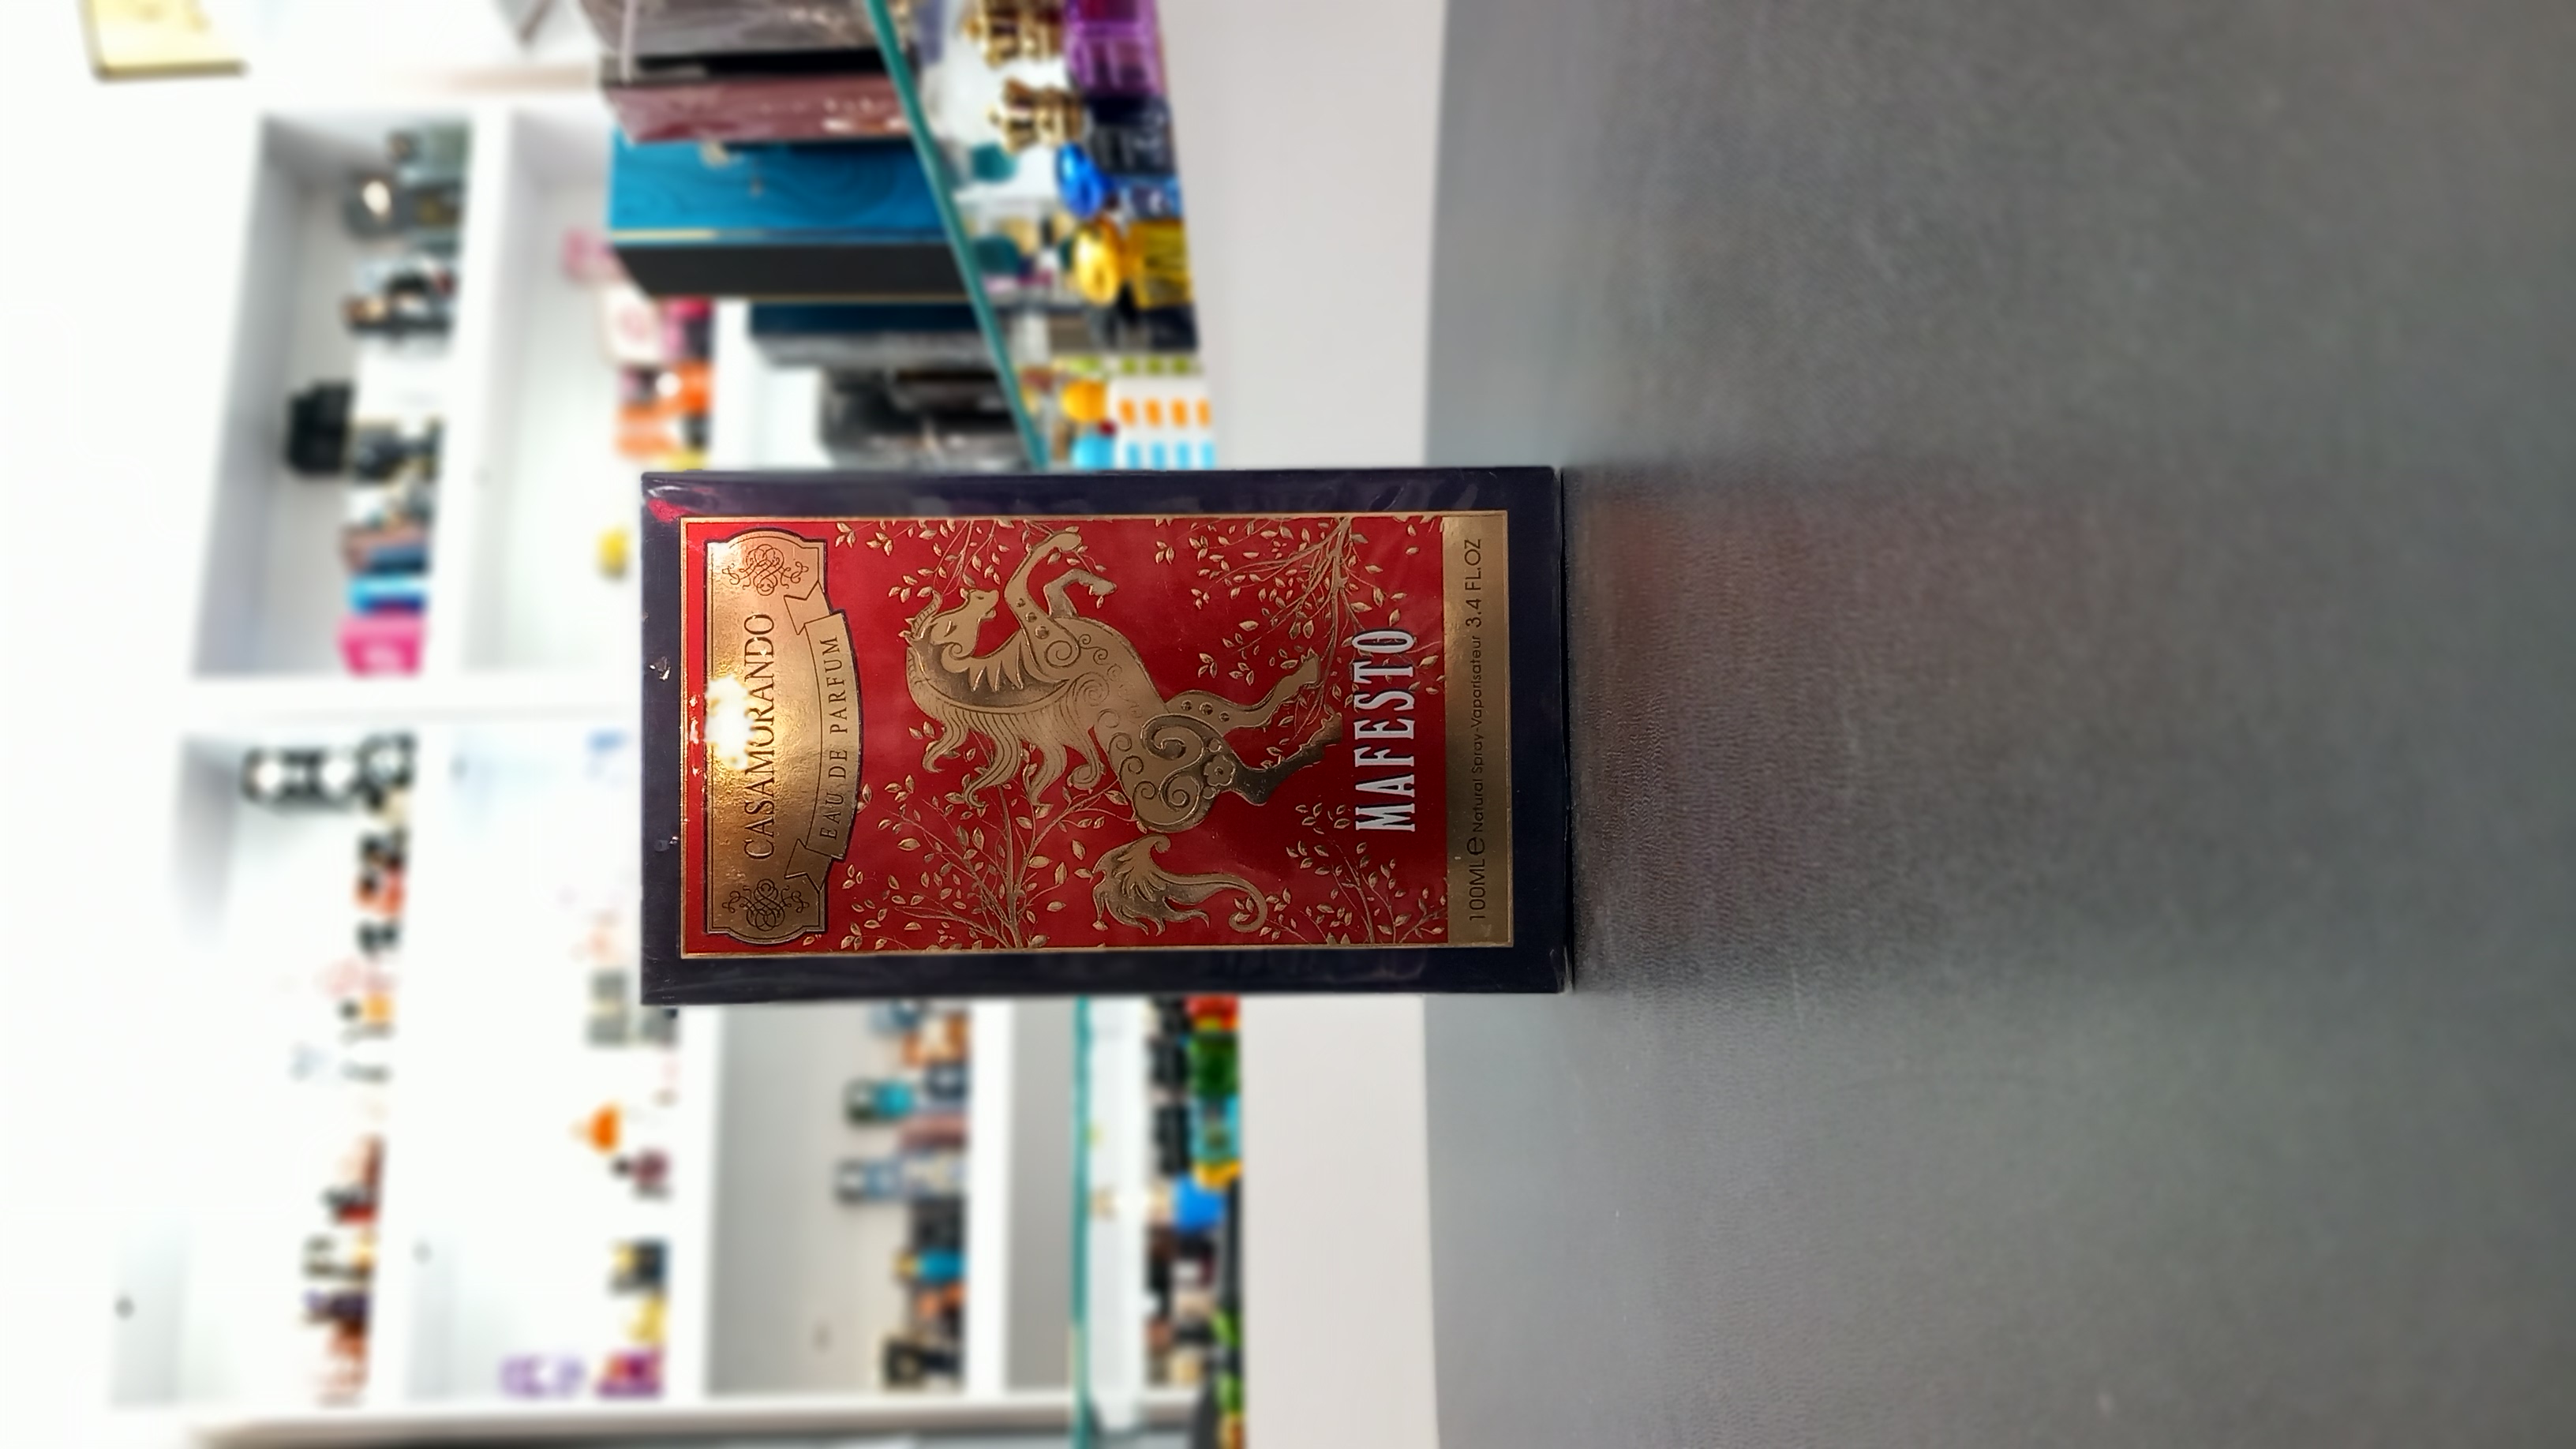 CASAMORANDO
EAU DE PARFUM
MAFESTO
100ML e Natural Spray-Vaporisateur 3.4 FL.OZ